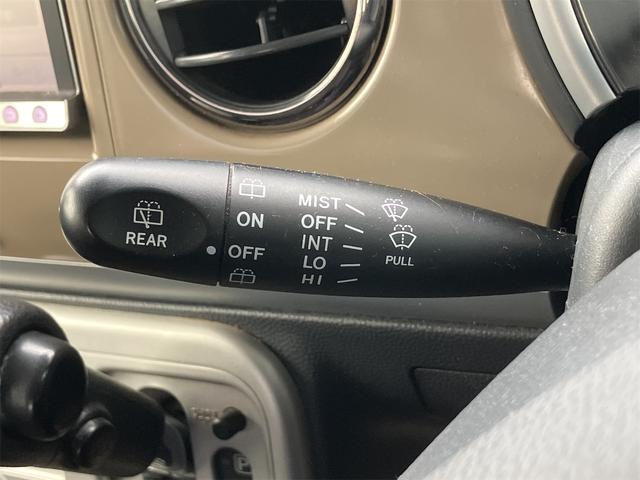 REAR
ON
OFF
MIST
OFF
INT
LO
HI
PULL